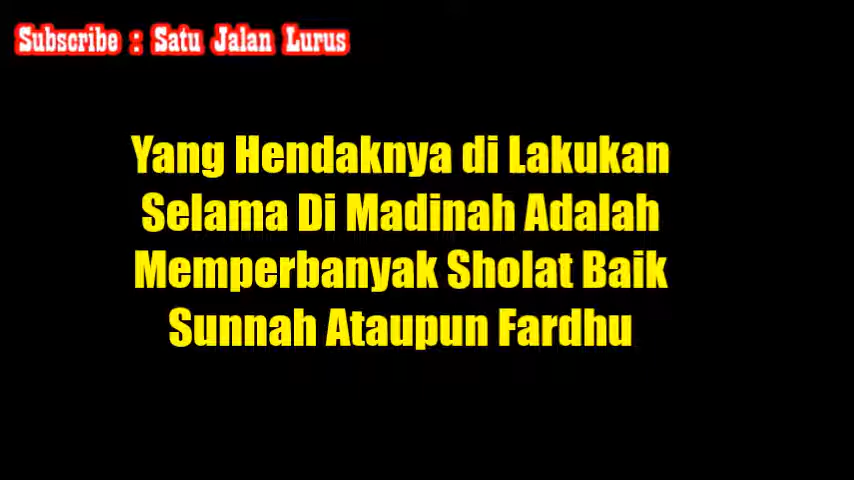 Subscribe : Satu Jalan Lurus
Yang Hendaknya di Lakukan
Selama Di Madinah Adalah
Memperbanyak Sholat Baik
Sunnah Ataupun Fardhu